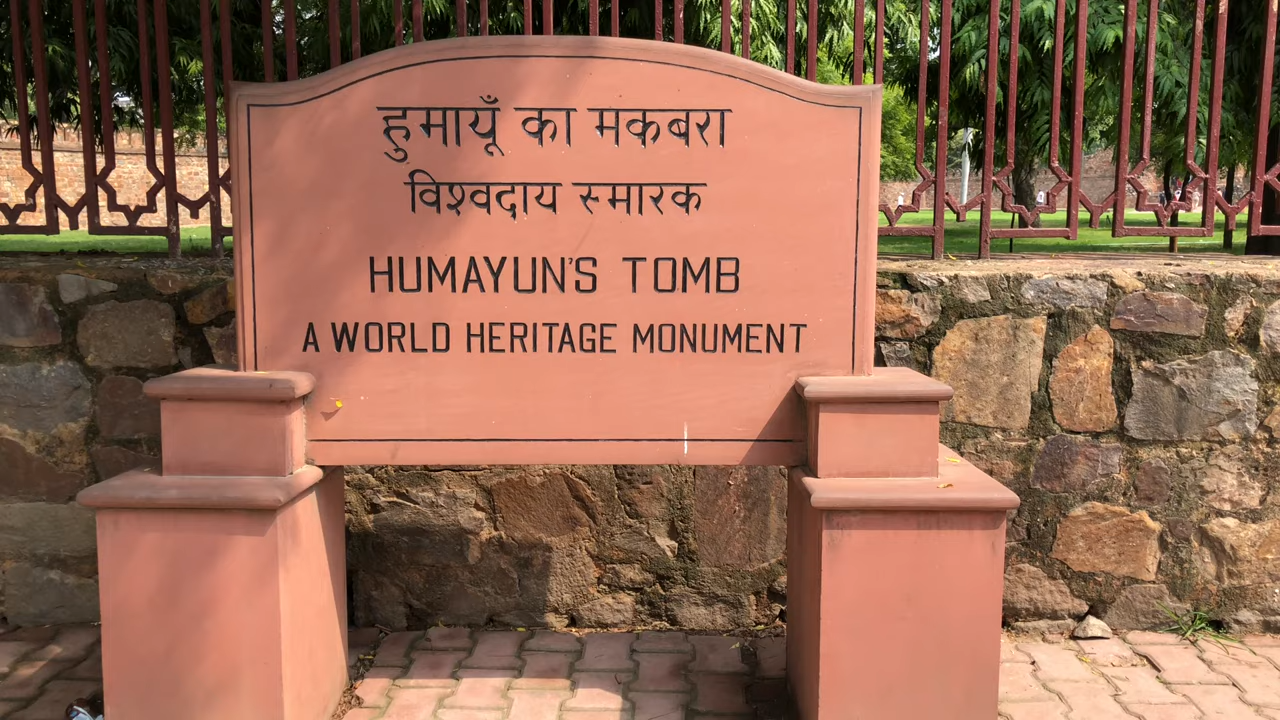 हुमायूँ का मकबरा
विश्वदाय स्मारक
HUMAYUN'S TOMB
A WORLD HERITAGE MONUMENT